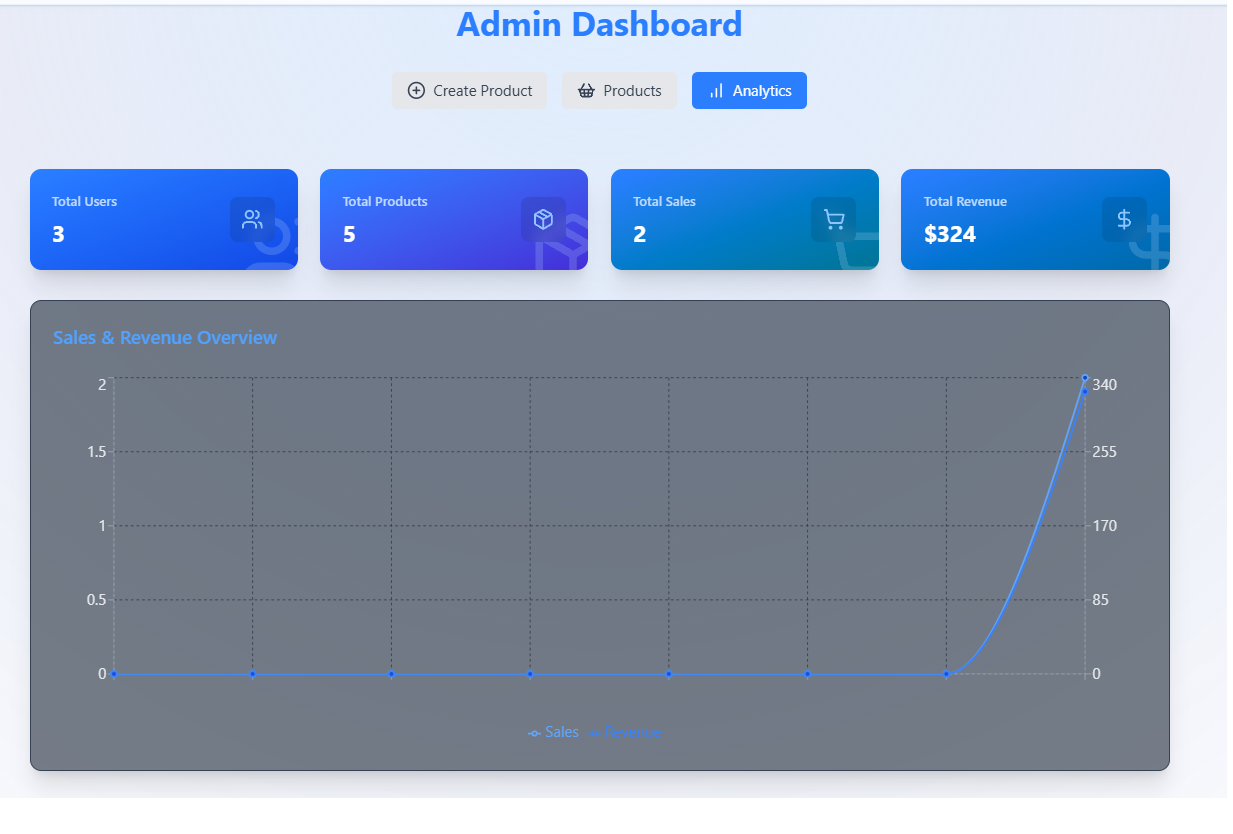 Admin Dashboard
Create Product Products Analytics
Total Users
3
Total Products
5
Total Sales
2
Total Revenue
$324
Sales & Revenue Overview
2 340
1.5 255
1 170
0.5 85
0 0
Sales Revenue